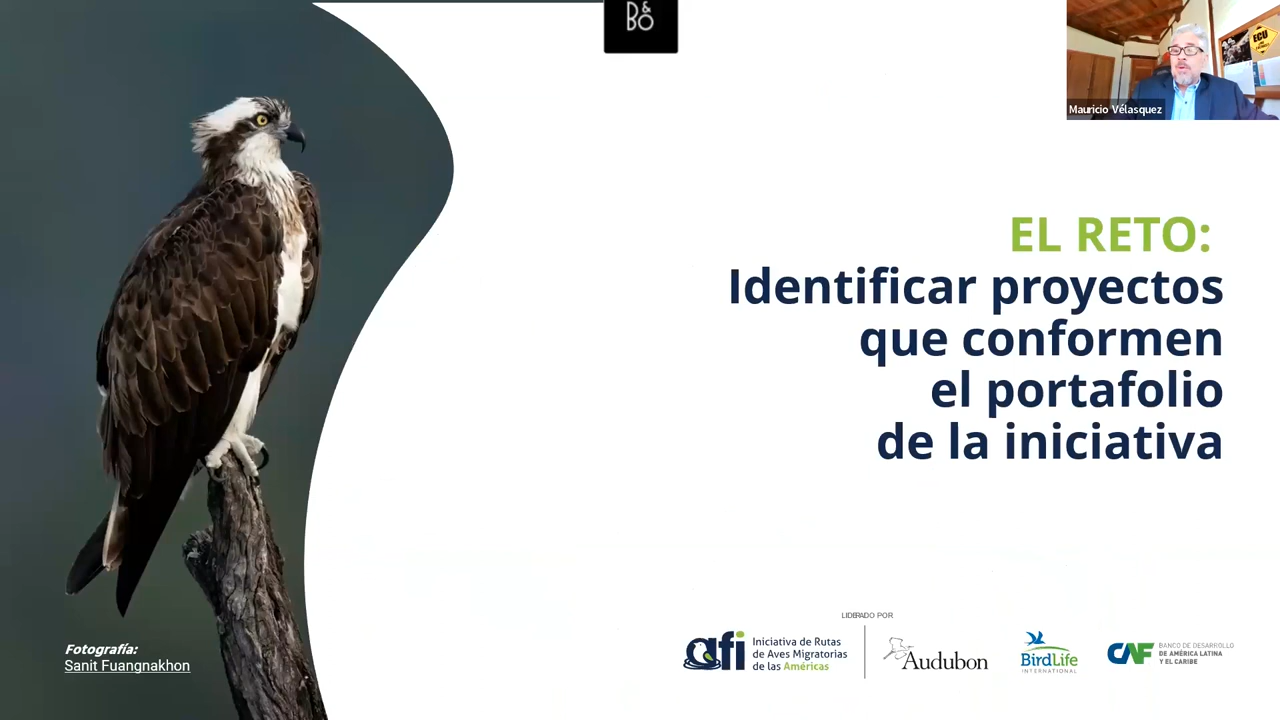 B&O
ECU
Mauricio Vélasquez
EL RETO:
Identificar proyectos
que conformen
el portafolio
de la iniciativa
Fotografía:
Sanit Fuangnakhon
LIDERADO POR
afi
Iniciativa de Rutas
de Aves Migratorias
de las Américas
Audubon
BirdLife
INTERNATIONAL
CAF
BANCO DE DESARROLLO
DE AMÉRICA LATINA
Y EL CARIBE